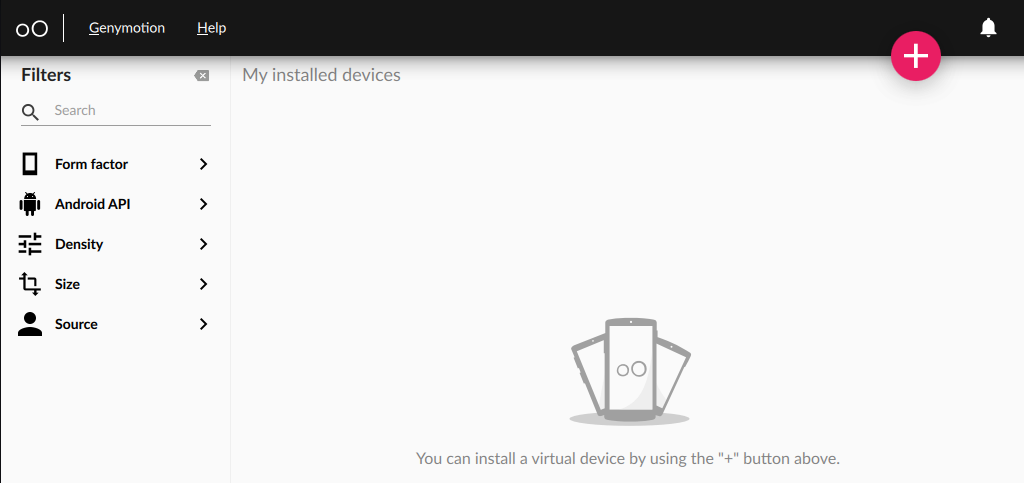 Genymotion Help
Filters
My installed devices
Search
Form factor
Android API
Density
Size
Source
You can install a virtual device by using the "+" button above.